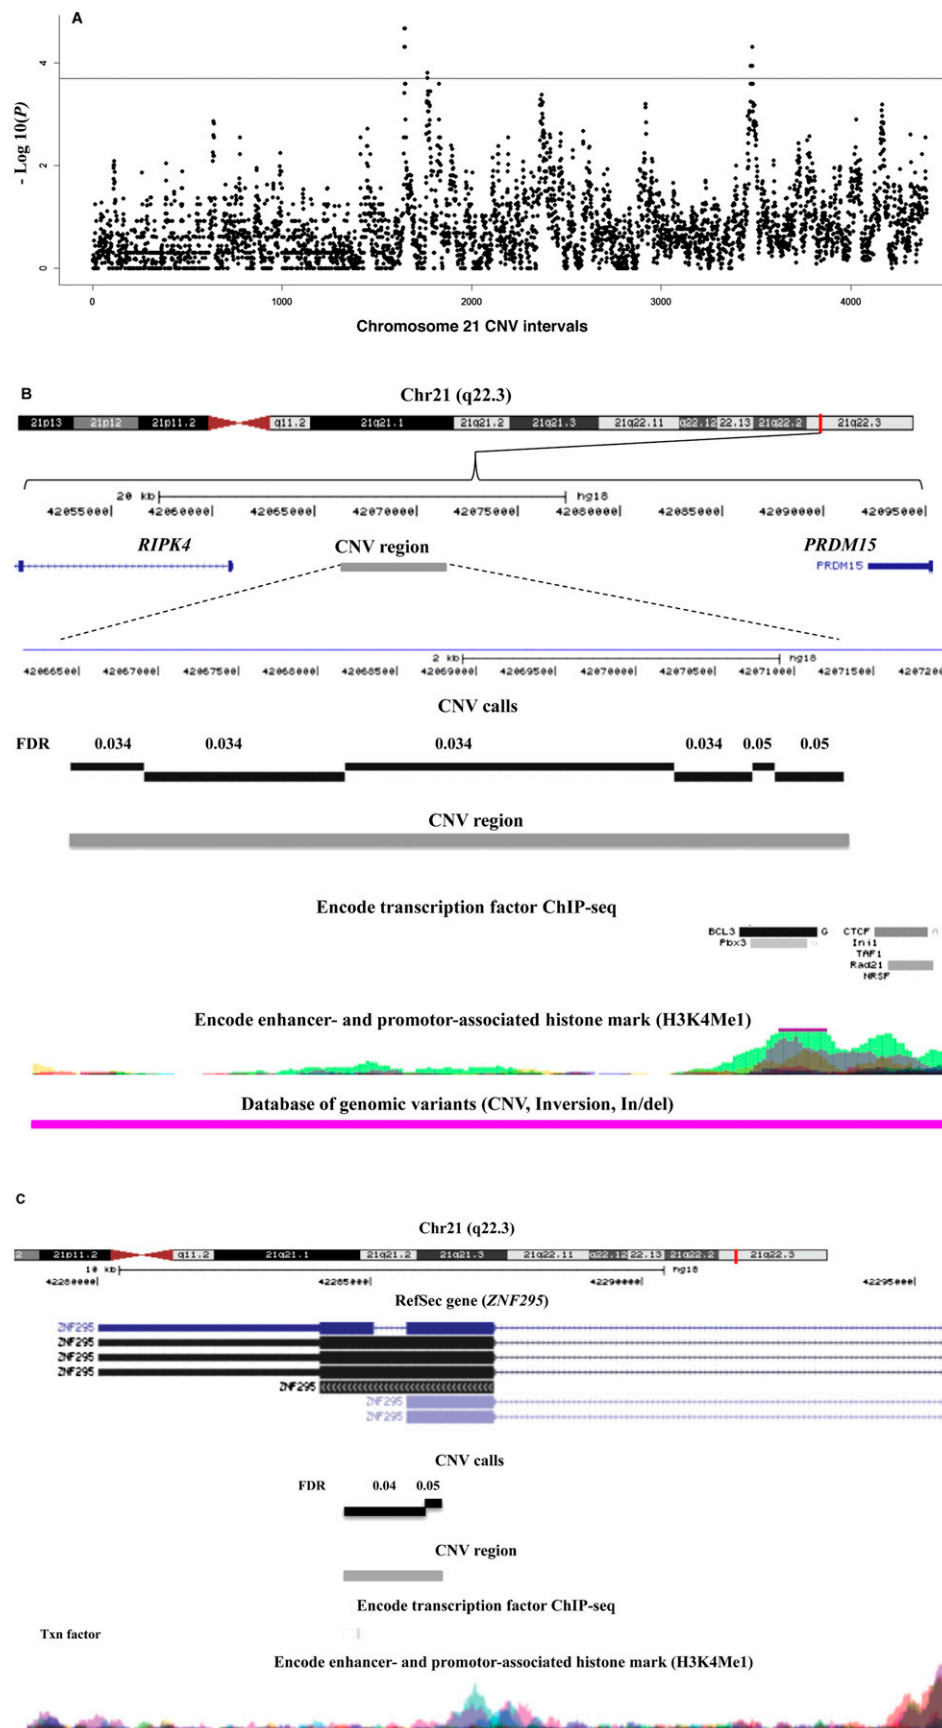 A
- Log 10(P)
4
2
0
0 1000 2000 3000 4000
Chromosome 21 CNV intervals
B
Chr21 (q22.3)
21p13 21p12 21p11.2 q11.2 21q21.1 21q21.2 21q21.3 21q22.11 q22.12 22.13 21q22.2 21q22.3
20 kb hg18
42055000| 42060000| 42065000| 42070000| 42075000| 42080000| 42085000| 42090000| 42095000|
RIPK4 CNV region PRDM15
PRDM15
2 kb hg18
42066500| 42067000| 42067500| 42068000| 42068500| 42069000| 42069500| 42070000| 42070500| 42071000| 42071500| 420720
CNV calls
FDR 0.034 0.034 0.034 0.034 0.05 0.05
CNV region
Encode transcription factor ChIP-seq
BCL3 G CTCF A
Pbx3 Ini1
TAF1
Rad21
NRSF
Encode enhancer- and promotor-associated histone mark (H3K4Me1)
Database of genomic variants (CNV, Inversion, In/del)
C
Chr21 (q22.3)
2 21p11.2 q11.2 21q21.1 21q21.2 21q21.3 21q22.11 q22.12 22.13 21q22.2 21q22.3
10 kb hg18
42280000| 42285000| 42290000| 42295000|
RefSec gene (ZNF295)
ZNF295
ZNF295
ZNF295
ZNF295
ZNF295
ZNF295
ZNF295
CNV calls
FDR 0.04 0.05
CNV region
Encode transcription factor ChIP-seq
Txn factor
Encode enhancer- and promotor-associated histone mark (H3K4Me1)